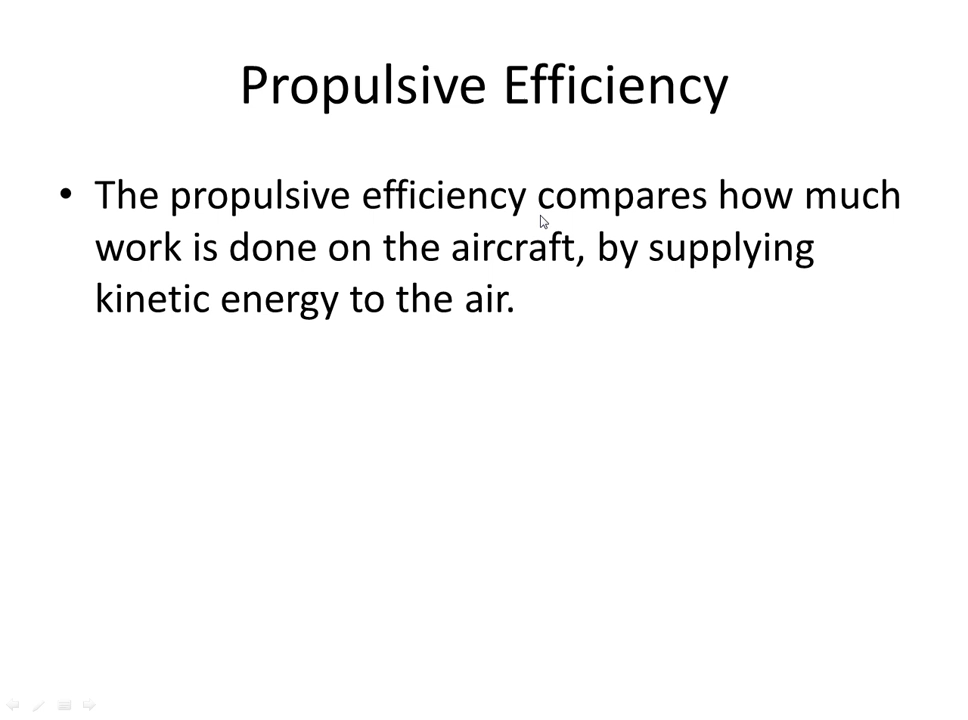 Propulsive Efficiency
• The propulsive efficiency compares how much
work is done on the aircraft, by supplying
kinetic energy to the air.